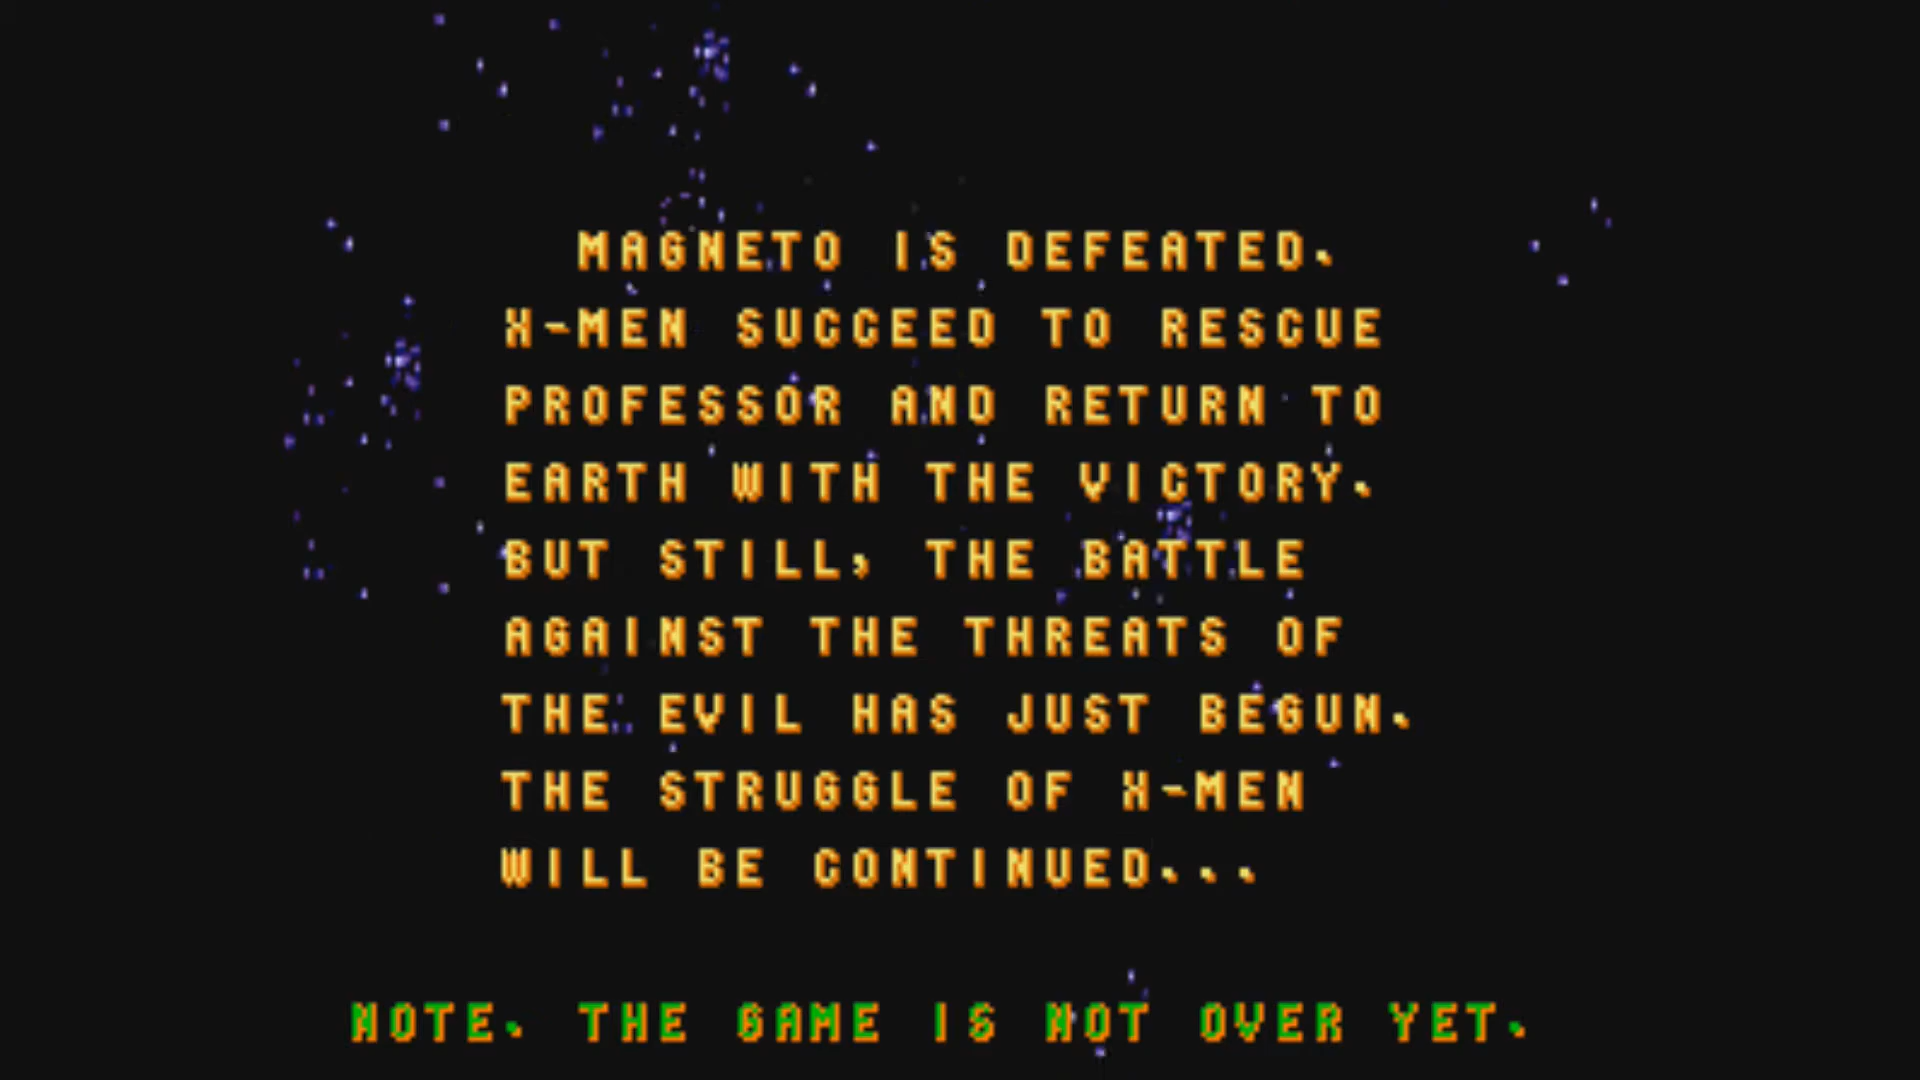 MAGNETO IS DEFEATED.
X-MEN SUCCEED TO RESCUE
PROFESSOR AND RETURN TO
EARTH WITH THE VICTORY.
BUT STILL, THE BATTLE
AGAINST THE THREATS OF
THE EVIL HAS JUST BEGUN.
THE STRUGGLE OF X-MEN
WILL BE CONTINUED...
NOTE. THE GAME IS NOT OVER YET.